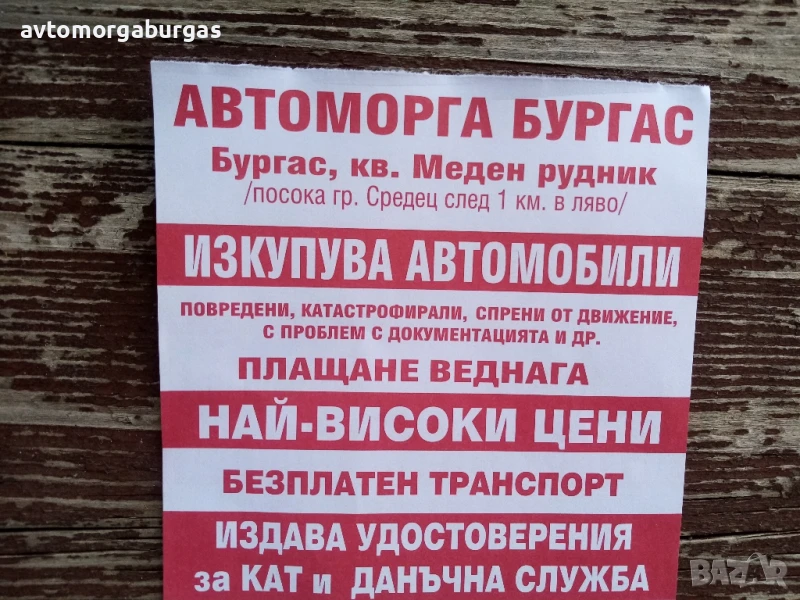 avtomorgaburgas
АВТОМОРГА БУРГАС
Бургас, кв. Меден рудник
/посока гр. Средец след 1 км. в ляво/
ИЗКУПУВА АВТОМОБИЛИ
ПОВРЕДЕНИ, КАТАСТРОФИРАЛИ, СПРЕНИ ОТ ДВИЖЕНИЕ,
С ПРОБЛЕМ С ДОКУМЕНТАЦИЯТА И ДР.
ПЛАЩАНЕ ВЕДНАГА
НАЙ-ВИСОКИ ЦЕНИ
БЕЗПЛАТЕН ТРАНСПОРТ
ИЗДАВА УДОСТОВЕРЕНИЯ
за КАТ и ДАНЪЧНА СЛУЖБА
BAZAR